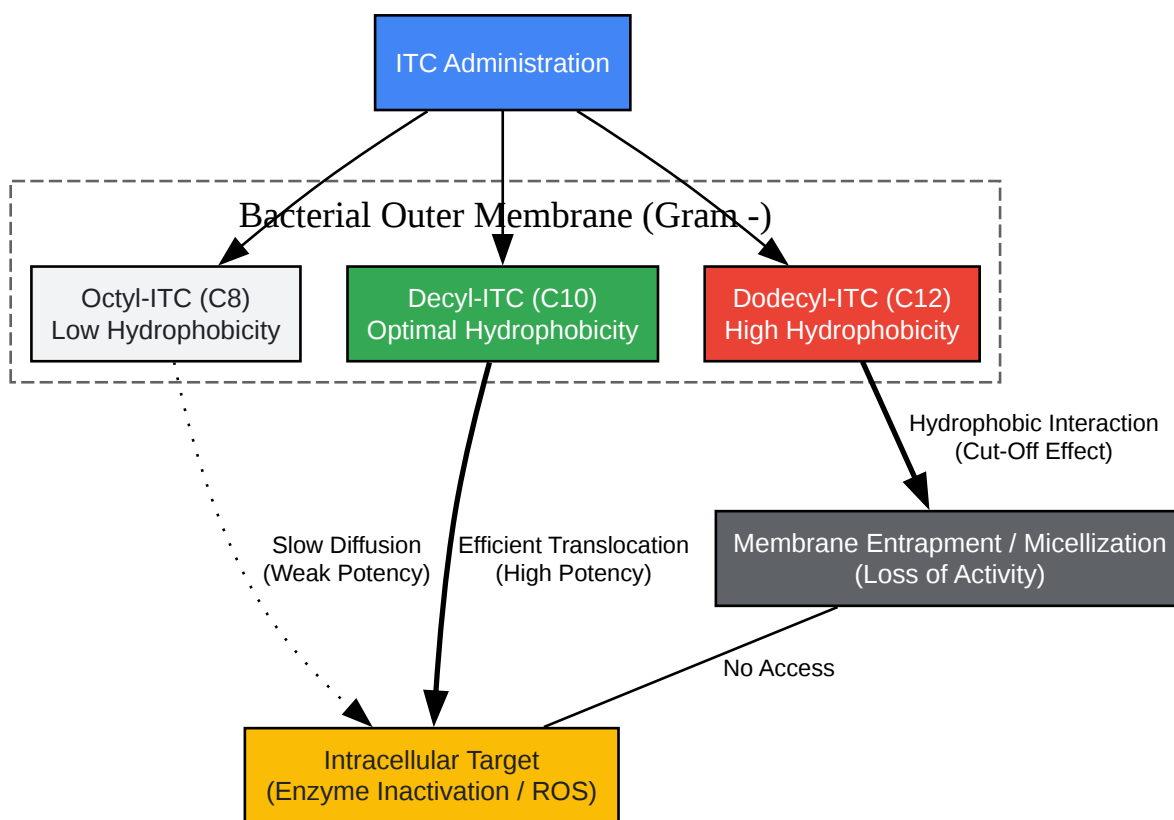 ITC Administration
Bacterial Outer Membrane (Gram -)
Octyl-ITC (C8)
Low Hydrophobicity
Decyl-ITC (C10)
Optimal Hydrophobicity
Dodecyl-ITC (C12)
High Hydrophobicity
Hydrophobic Interaction
(Cut-Off Effect)
Slow Diffusion
(Weak Potency)
Efficient Translocation
(High Potency)
Membrane Entrapment / Micellization
(Loss of Activity)
No Access
Intracellular Target
(Enzyme Inactivation / ROS)